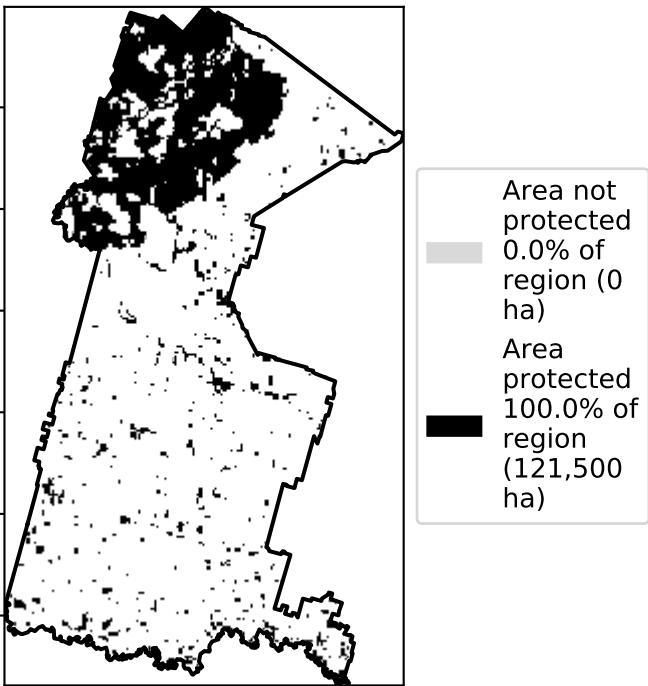 Area not
protected
0.0% of
region (0
ha)
Area
protected
100.0% of
region
(121,500
ha)